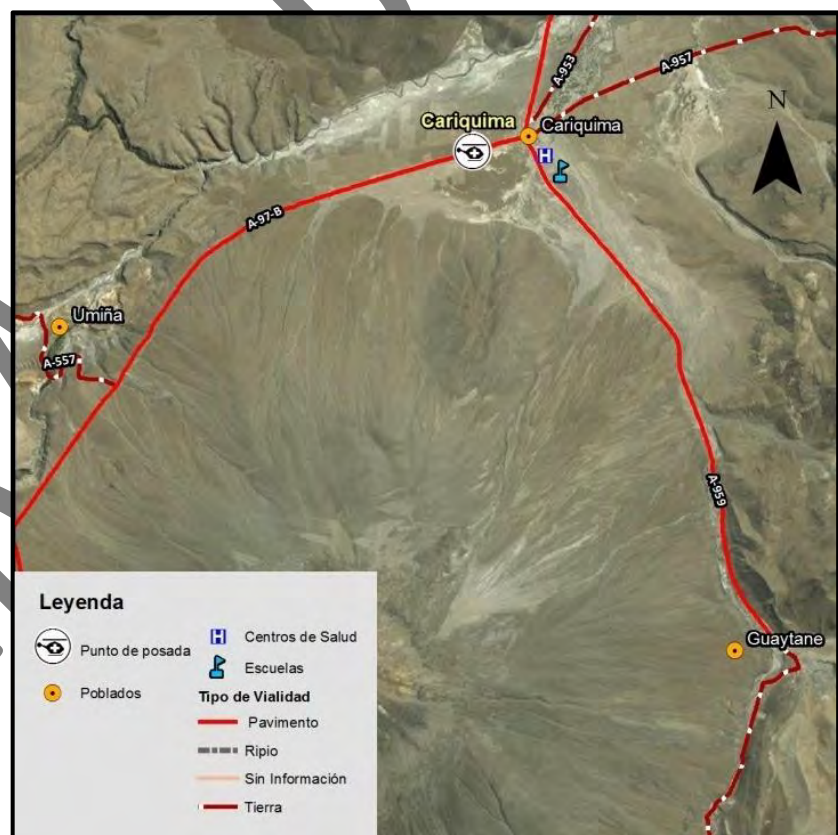 A-953
A-957
N
Cariquima
Cariquima
A-97-B
Umiña
A-557
A-959
Guaytane
Leyenda
Punto de posada
Poblados
H Centros de Salud
Escuelas
Tipo de Vialidad
Pavimento
Ripio
Sin Información
Tierra
H